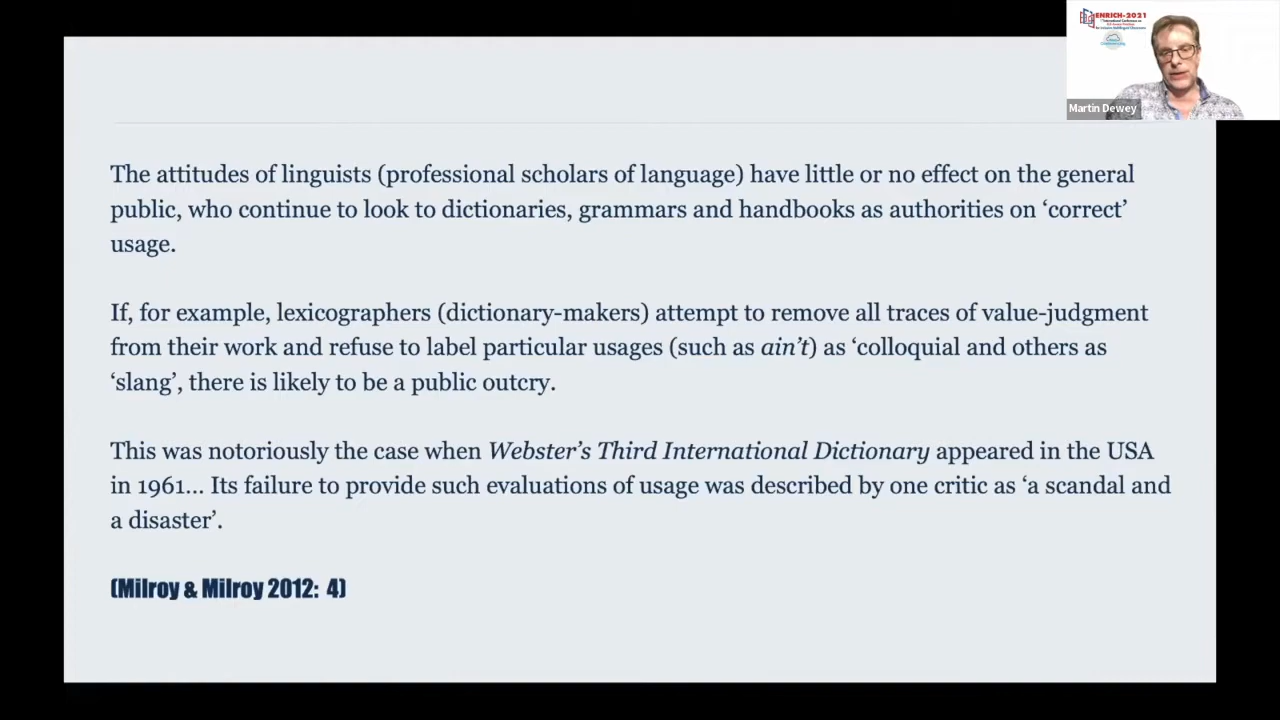 ENRICH-2021
Martin Dewey
The attitudes of linguists (professional scholars of language) have little or no effect on the general
public, who continue to look to dictionaries, grammars and handbooks as authorities on ‘correct’
usage.
If, for example, lexicographers (dictionary-makers) attempt to remove all traces of value-judgment
from their work and refuse to label particular usages (such as ain’t) as ‘colloquial and others as
‘slang’, there is likely to be a public outcry.
This was notoriously the case when Webster’s Third International Dictionary appeared in the USA
in 1961... Its failure to provide such evaluations of usage was described by one critic as ‘a scandal and
a disaster’.
(Milroy & Milroy 2012: 4)